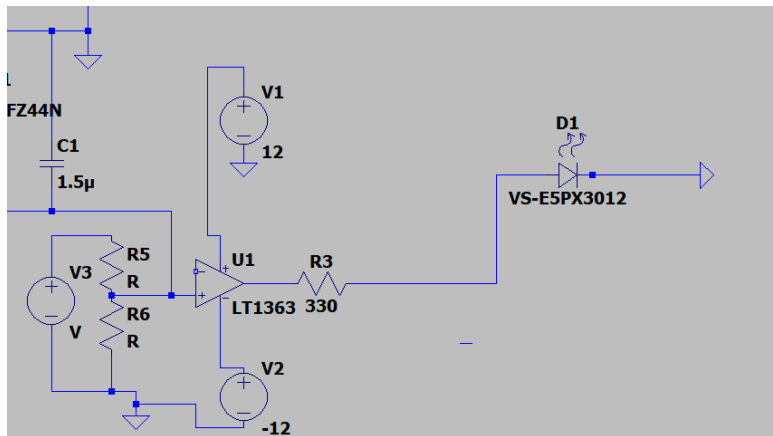 V1
12
D1
VS-E5PX3012
FZ44N
C1
1.5µ
V3
V
R5
R
R6
R
U1
LT1363
R3
330
V2
-12